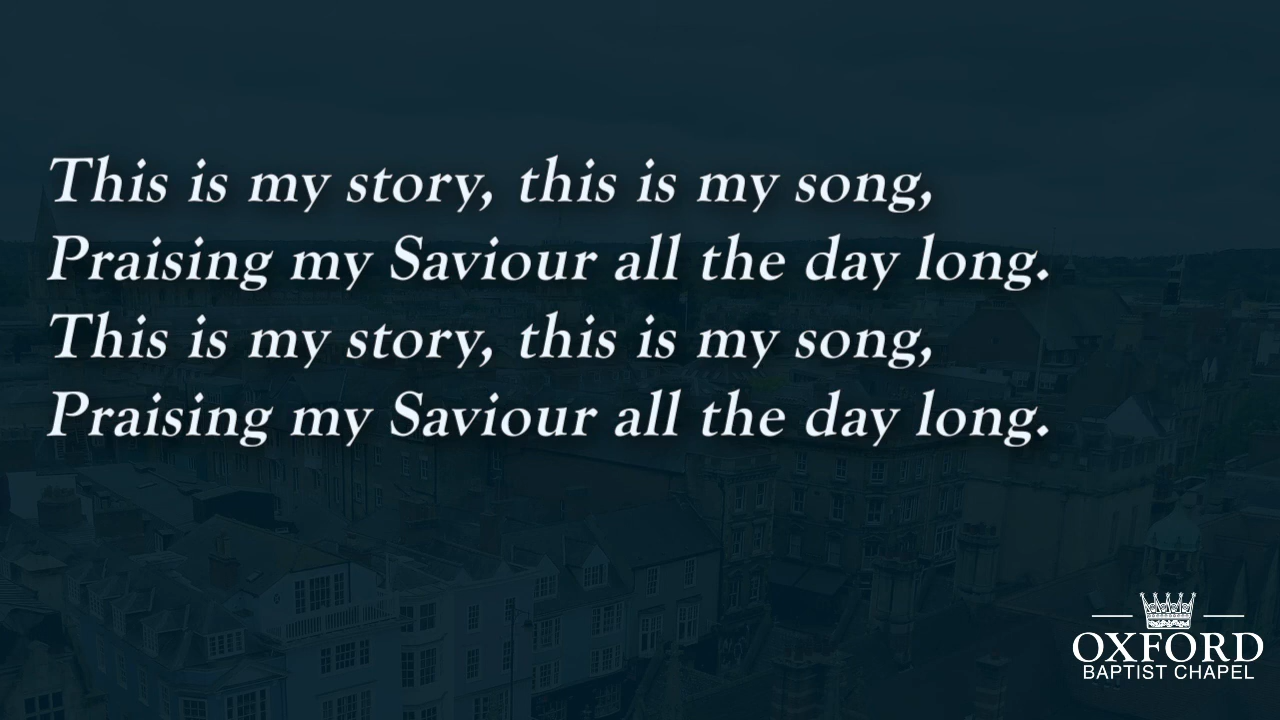 This is my story, this is my song,
Praising my Saviour all the day long.
This is my story, this is my song,
Praising my Saviour all the day long.
OXFORD
BAPTIST CHAPEL